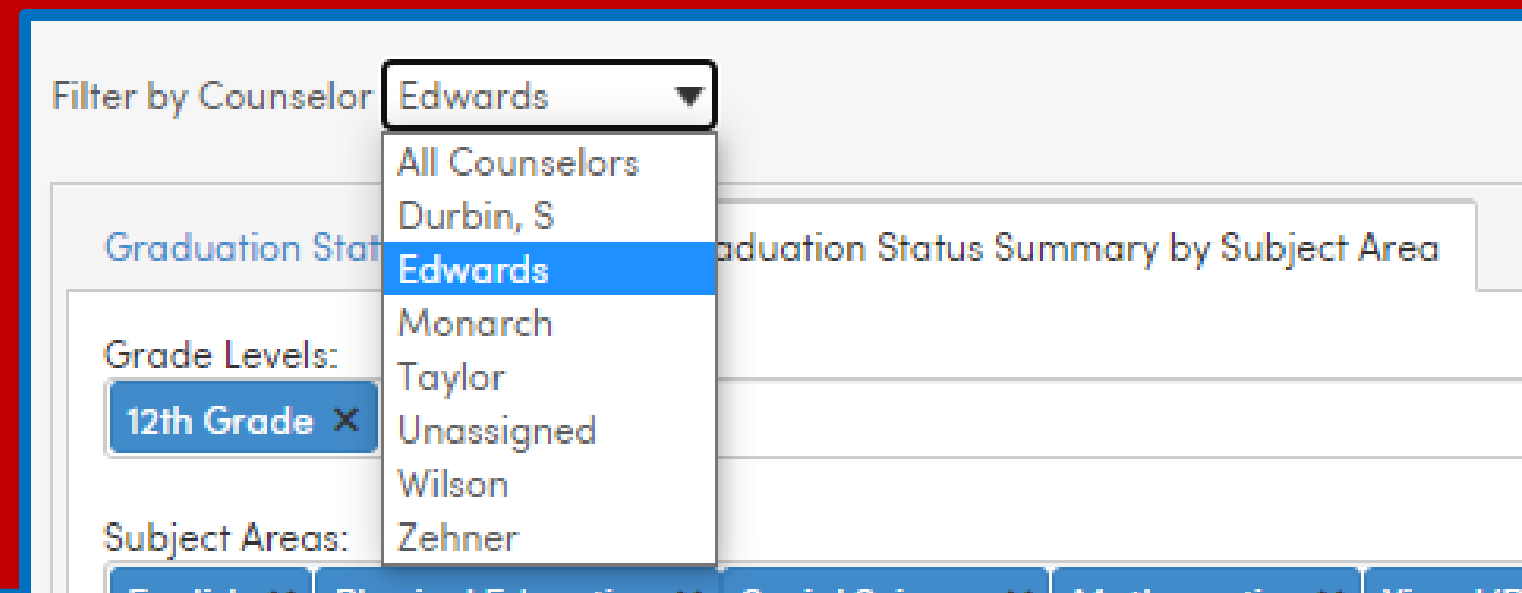 Filter by Counselor Edwards
All Counselors
Durbin, S
Edwards
Monarch
Taylor
Unassigned
Wilson
Zehner
Graduation Stat
aduation Status Summary by Subject Area
Grade Levels:
12th Grade ×
Subject Areas: